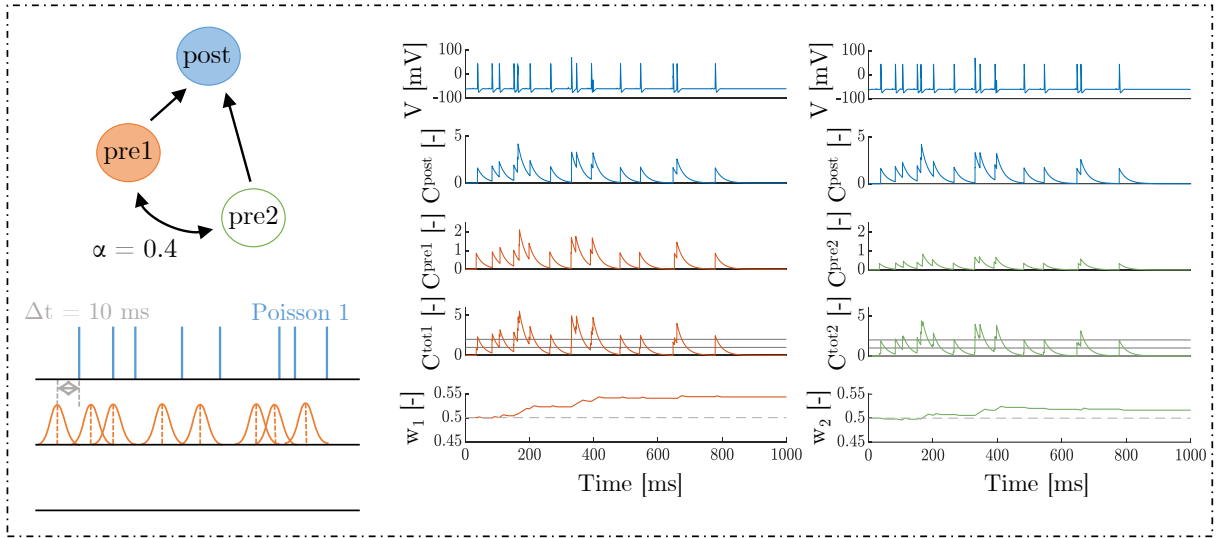 post
pre1
pre2
α = 0.4
Δt = 10 ms
Poisson 1
V [mV]
100
0
-100
C^post [-]
5
0
C^pre1 [-]
2
1
0
C^tot1 [-]
5
0
w₁ [-]
0.55
0.5
0.45
0
200
400
600
800
1000
Time [ms]
V [mV]
100
0
-100
C^post [-]
5
0
C^pre2 [-]
2
1
0
C^tot2 [-]
5
0
w₂ [-]
0.55
0.5
0.45
0
200
400
600
800
1000
Time [ms]